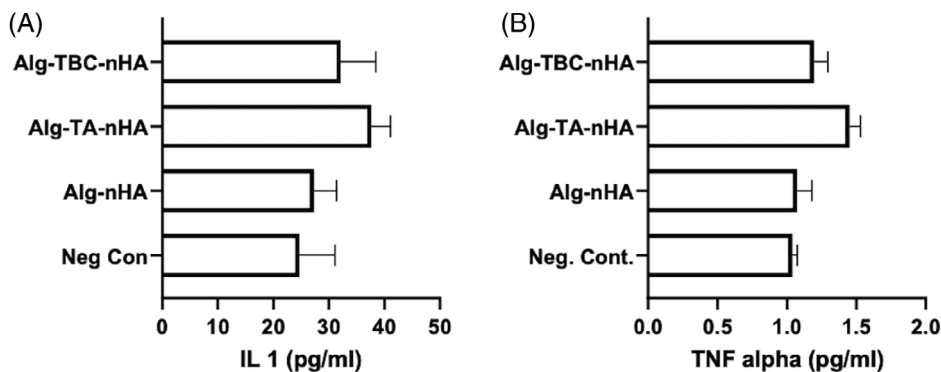 (A)
Alg-TBC-nHA
Alg-TA-nHA
Alg-nHA
Neg Con
0 10 20 30 40 50
IL 1 (pg/ml)
(B)
Alg-TBC-nHA
Alg-TA-nHA
Alg-nHA
Neg. Cont.
0.0 0.5 1.0 1.5 2.0
TNF alpha (pg/ml)